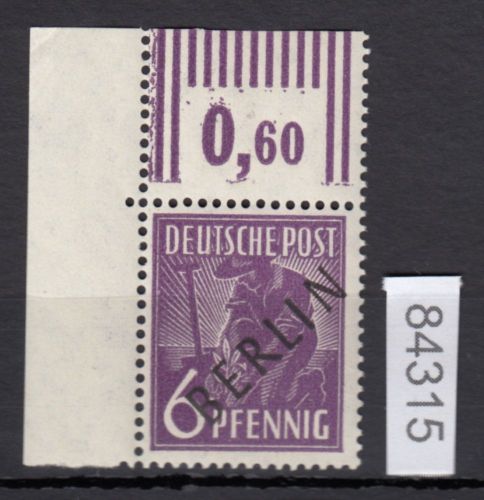 0,60
DEUTSCHE POST
BERLIN
6 PFENNIG
84315